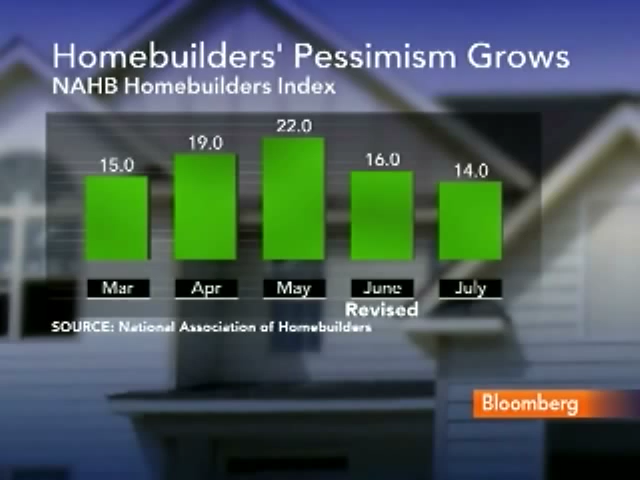 Homebuilders' Pessimism Grows
NAHB Homebuilders Index
15.0 19.0 22.0 16.0 14.0
Mar Apr May June July
Revised
SOURCE: National Association of Homebuilders
Bloomberg